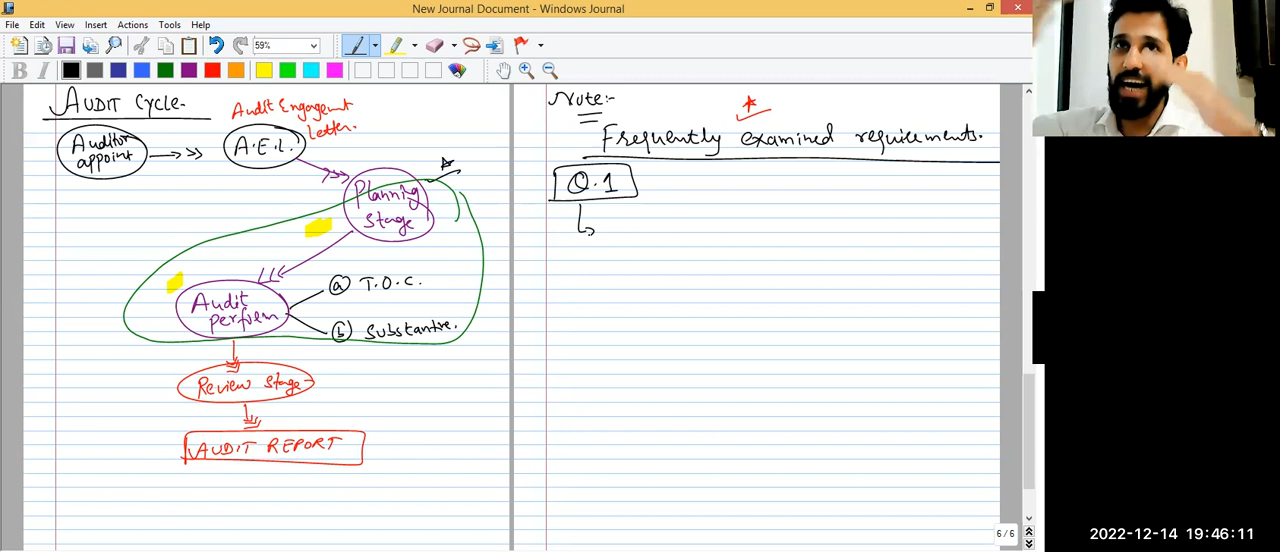 New Journal Document - Windows Journal
File Edit View Insert Actions Tools Help
59%
AUDIT CYCLE-
Audit Engagement
Letter.
Auditor
appoint
A.E.L.
Planning
Stage
Audit
perform
(a) T.O.C.
(b) Substantive.
Review Stage
AUDIT REPORT
Note:-
Frequently examined requirements.
Q.1
6 / 6
2022-12-14 19:46:11